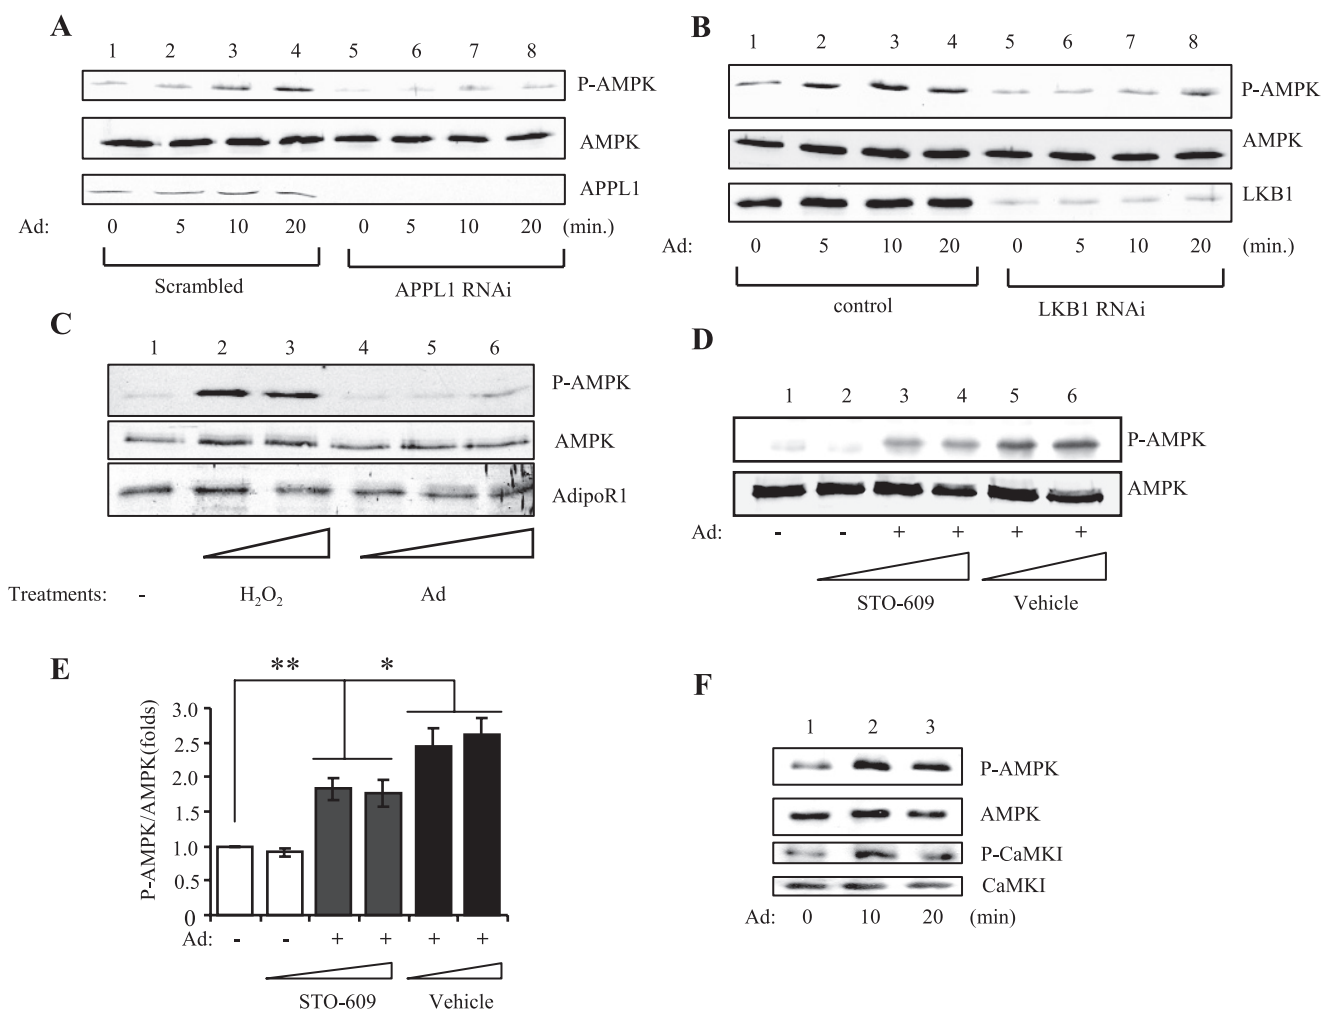 A
1 2 3 4 5 6 7 8
P-AMPK
AMPK
APPL1
Ad: 0 5 10 20 0 5 10 20 (min.)
Scrambled APPL1 RNAi
B
1 2 3 4 5 6 7 8
P-AMPK
AMPK
LKB1
Ad: 0 5 10 20 0 5 10 20 (min.)
control LKB1 RNAi
C
1 2 3 4 5 6
P-AMPK
AMPK
AdipoR1
Treatments: - H₂O₂ Ad
D
1 2 3 4 5 6
P-AMPK
AMPK
Ad: - - + + + +
STO-609 Vehicle
E
** *
P-AMPK/AMPK(folds)
3.0
2.5
2.0
1.5
1.0
0.5
0
Ad: - - + + + +
STO-609 Vehicle
F
1 2 3
P-AMPK
AMPK
P-CaMKI
CaMKI
Ad: 0 10 20 (min)